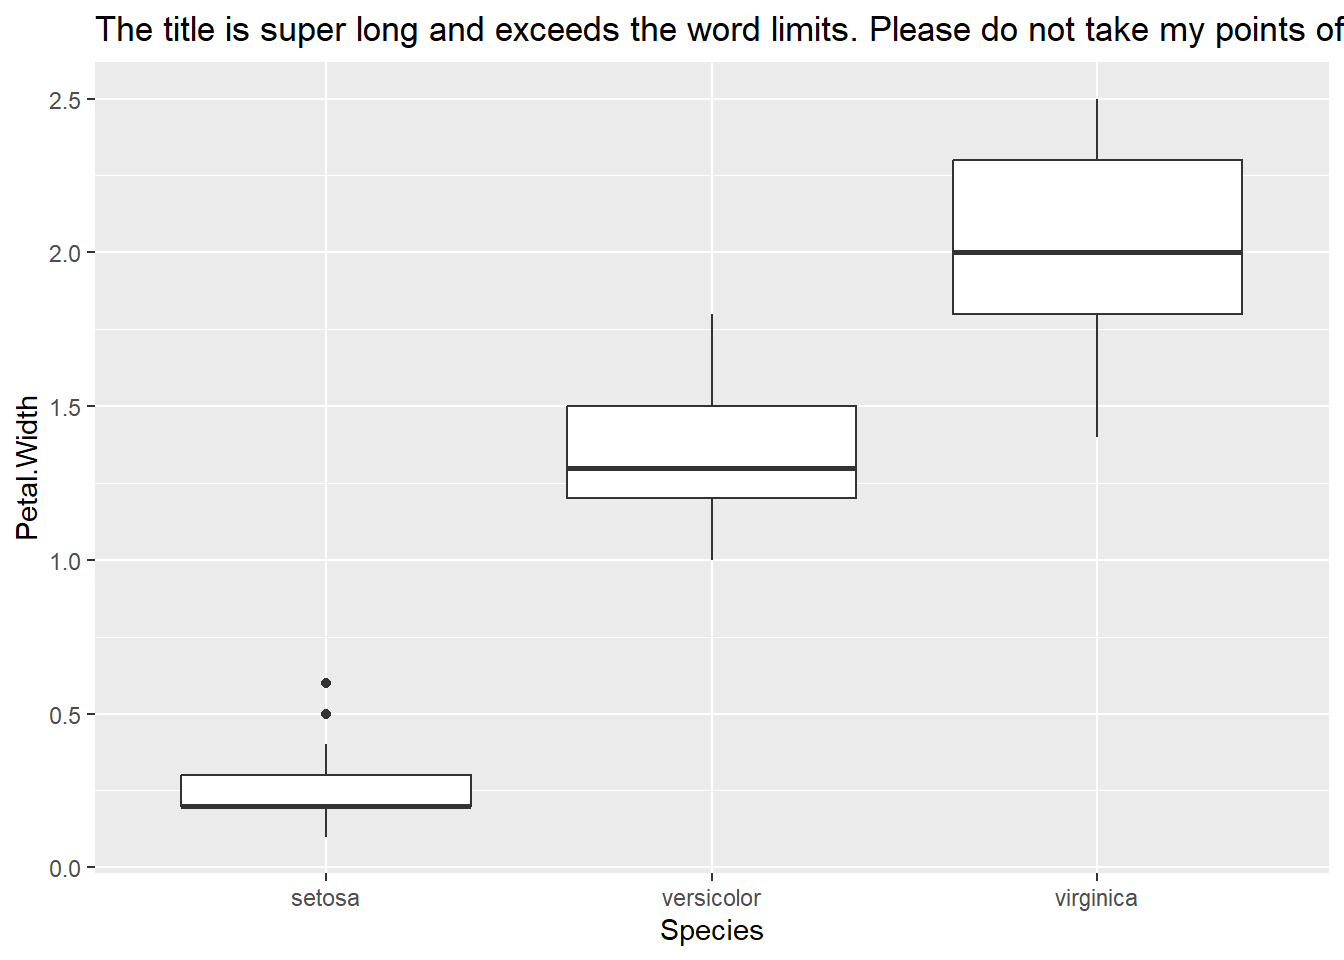 The title is super long and exceeds the word limits. Please do not take my points of
2.5
2.0
1.5
1.0
0.5
0.0
Petal.Width
setosa versicolor virginica
Species